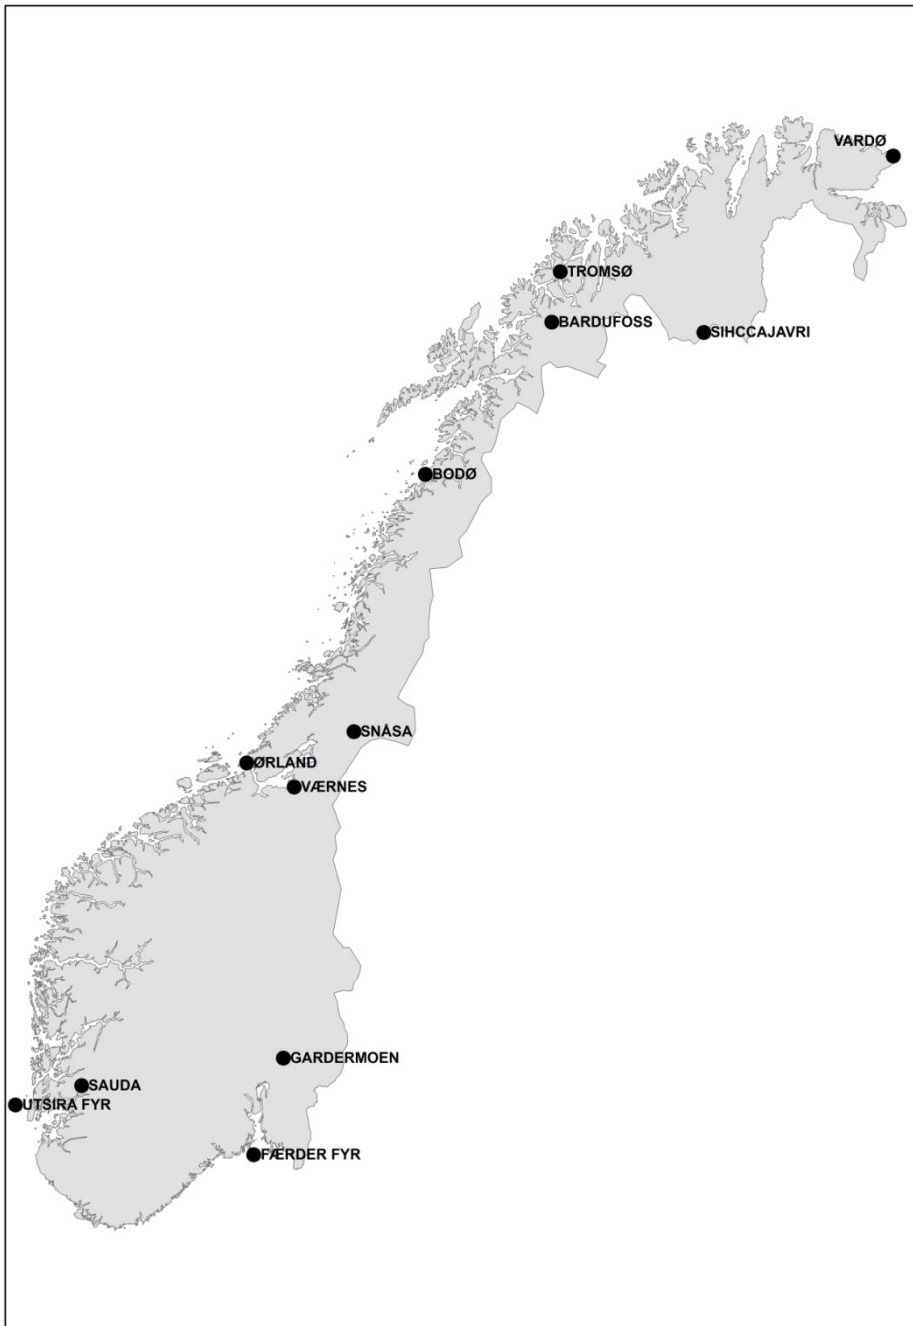 VARDØ
TROMSØ
BARDUFOSS
SIHCCAJAVRI
BODØ
SNÅSA
ØRLAND
VÆRNES
GARDERMOEN
SAUDA
UTSIRA FYR
FÆRDER FYR